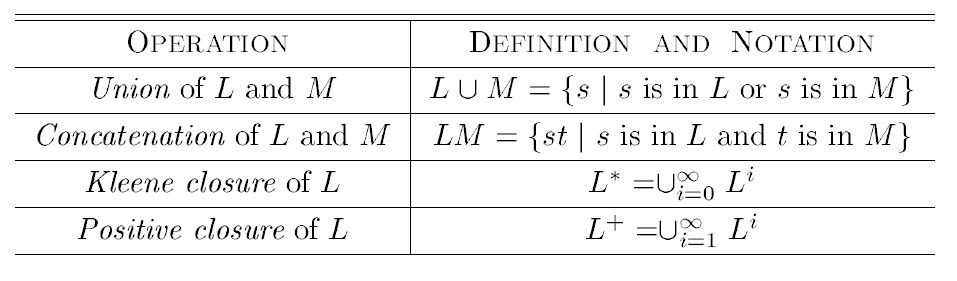 OPERATION DEFINITION AND NOTATION
Union of L and M L ∪ M = {s | s is in L or s is in M}
Concatenation of L and M LM = {st | s is in L and t is in M}
Kleene closure of L L* =∪_{i=0}^{∞} L^i
Positive closure of L L^+ =∪_{i=1}^{∞} L^i